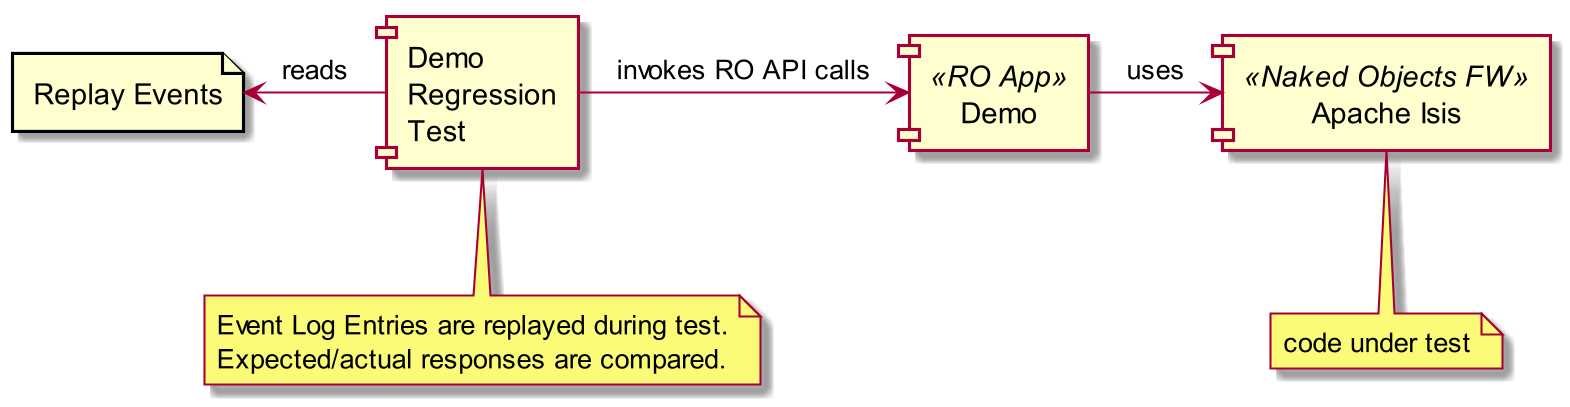 Replay Events
reads
Demo
Regression
Test
invokes RO API calls
«RO App»
Demo
uses
«Naked Objects FW»
Apache Isis
Event Log Entries are replayed during test.
Expected/actual responses are compared.
code under test